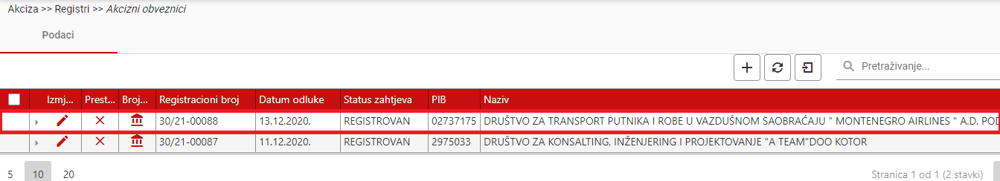 Akciza >> Registri >> Akcizni obveznici
Podaci
Pretraživanje...
Izmj... Prest... Broj... Registracioni broj Datum odluke Status zahtjeva PIB Naziv
30/21-00088 13.12.2020. REGISTROVAN 02737175 DRUŠTVO ZA TRANSPORT PUTNIKA I ROBE U VAZDUŠNOM SAOBRAĆAJU " MONTENEGRO AIRLINES " A.D. POD
30/21-00087 11.12.2020. REGISTROVAN 2975033 DRUŠTVO ZA KONSALTING, INŽENJERING I PROJEKTOVANJE "A TEAM"DOO KOTOR
5 10 20 Stranica 1 od 1 (2 stavki)